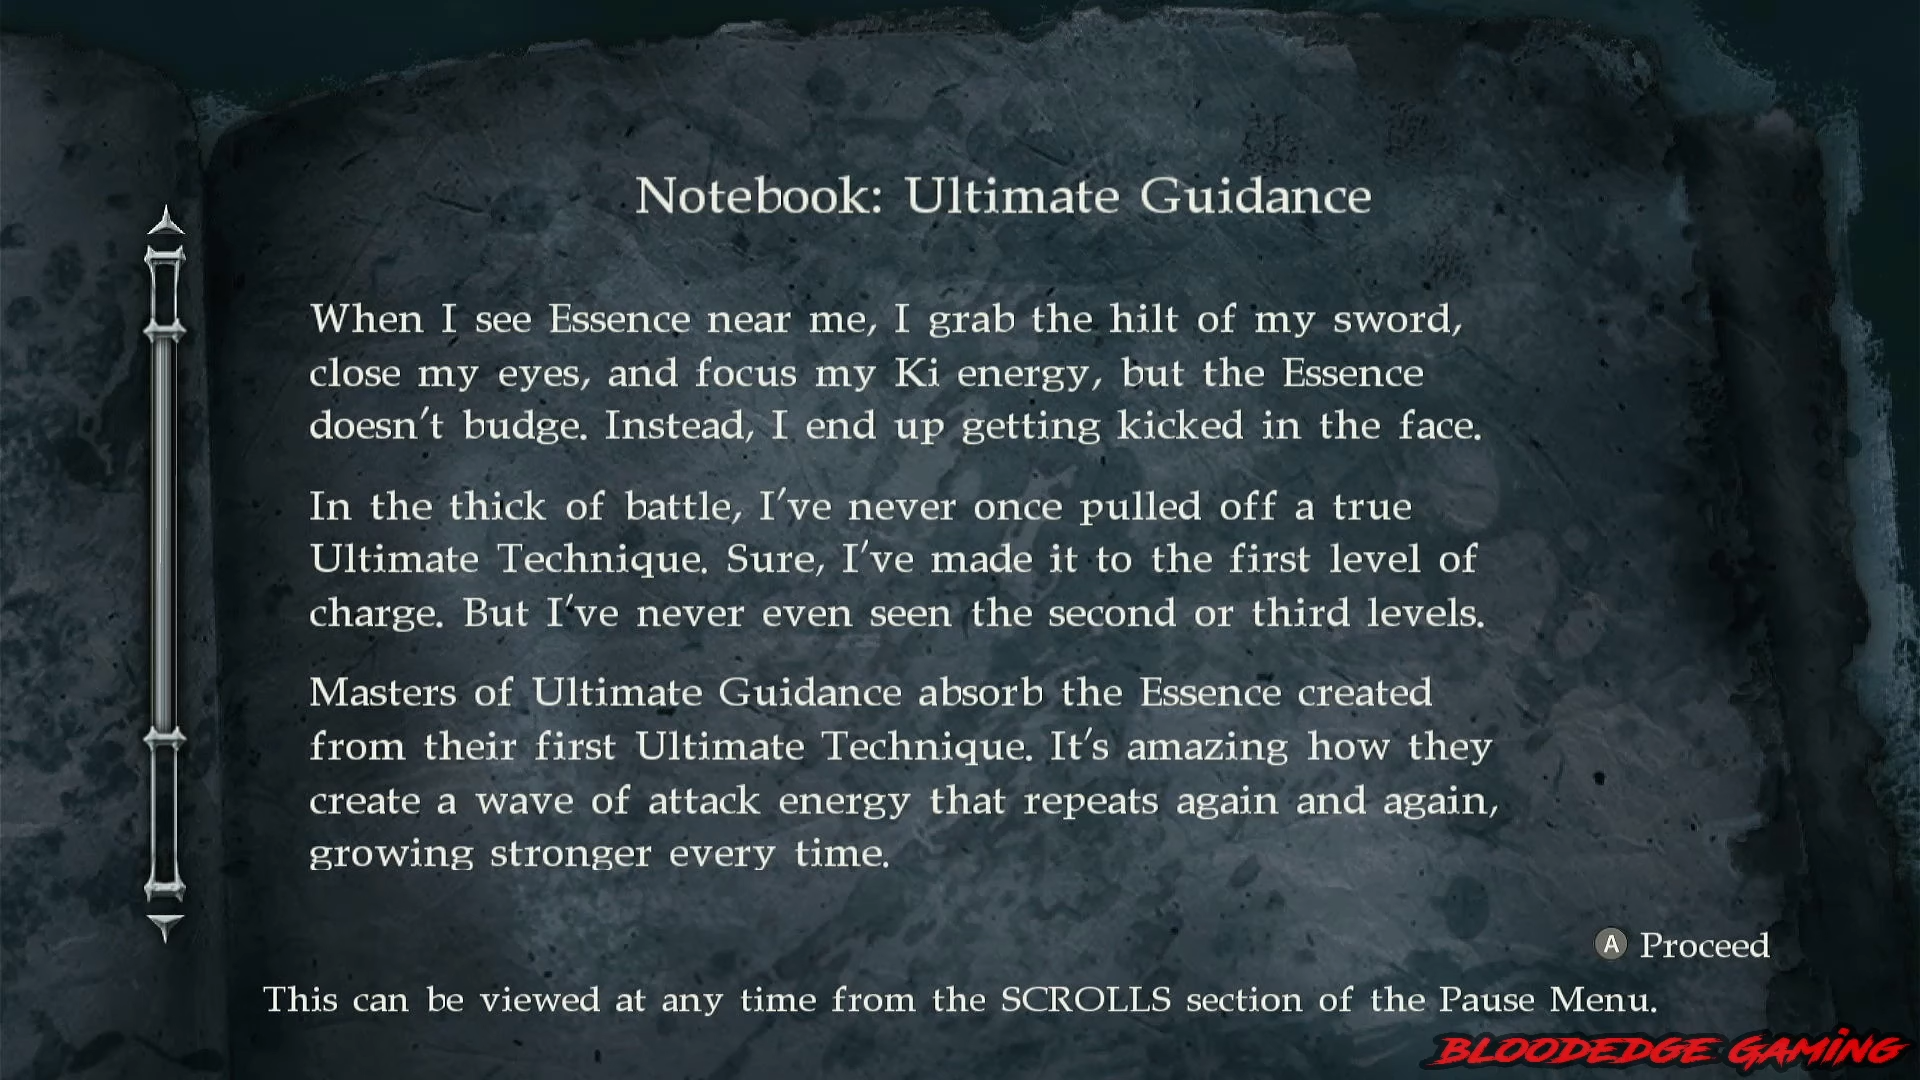 Notebook: Ultimate Guidance
When I see Essence near me, I grab the hilt of my sword,
close my eyes, and focus my Ki energy, but the Essence
doesn't budge. Instead, I end up getting kicked in the face.
In the thick of battle, I've never once pulled off a true
Ultimate Technique. Sure, I've made it to the first level of
charge. But I've never even seen the second or third levels.
Masters of Ultimate Guidance absorb the Essence created
from their first Ultimate Technique. It's amazing how they
create a wave of attack energy that repeats again and again,
growing stronger every time.
A Proceed
This can be viewed at any time from the SCROLLS section of the Pause Menu.
BLOODEDGE GAMING